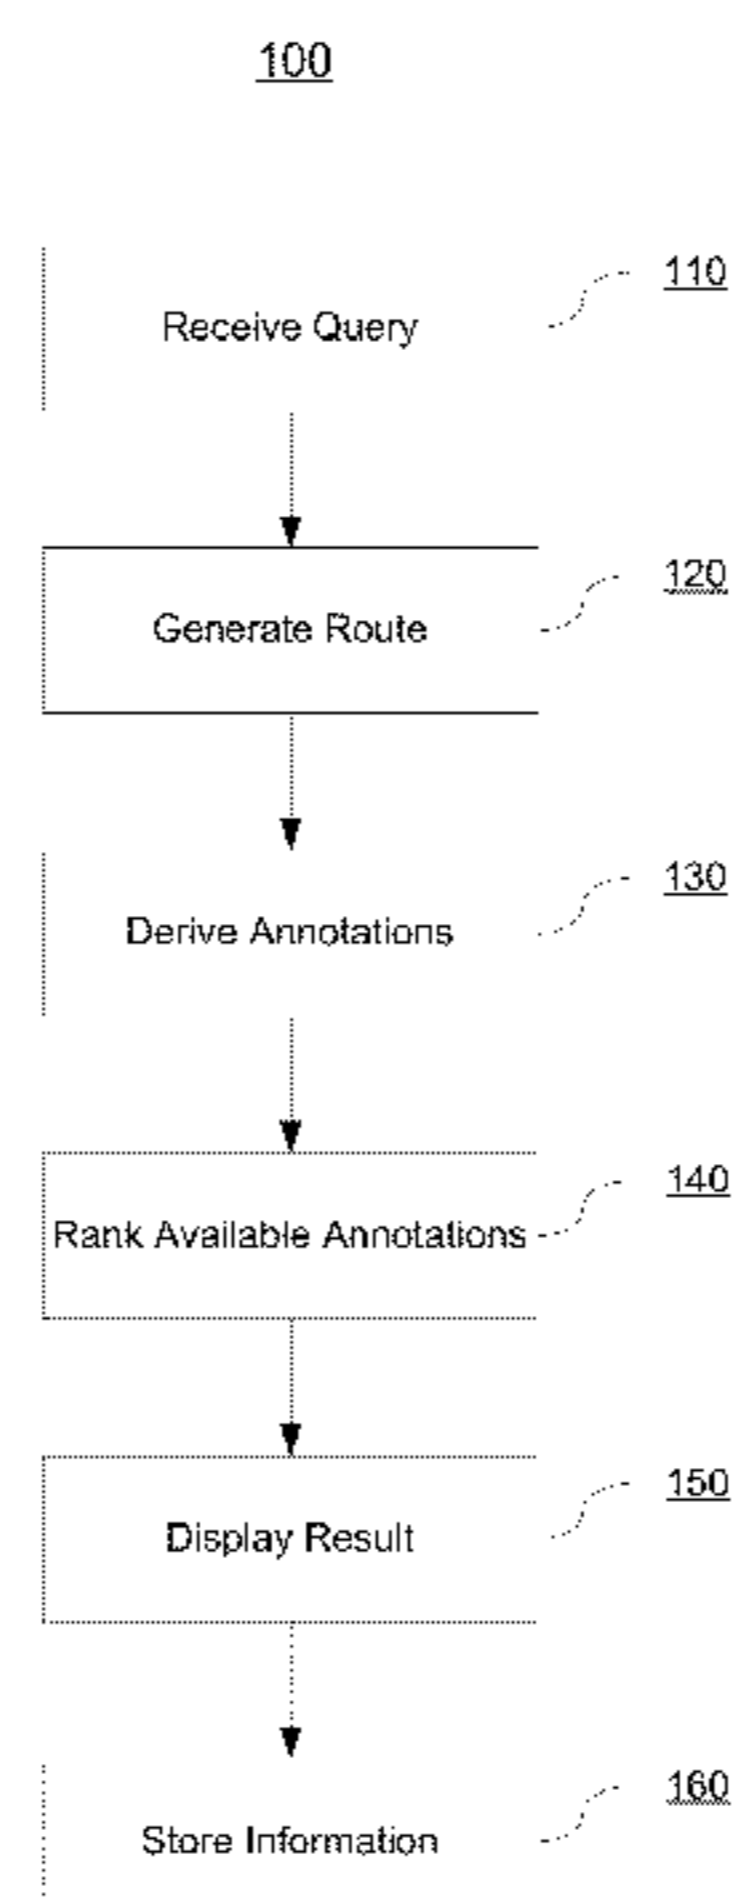 100
110
Receive Query
120
Generate Route
130
Derive Annotations
140
Rank Available Annotations
150
Display Result
160
Store Information